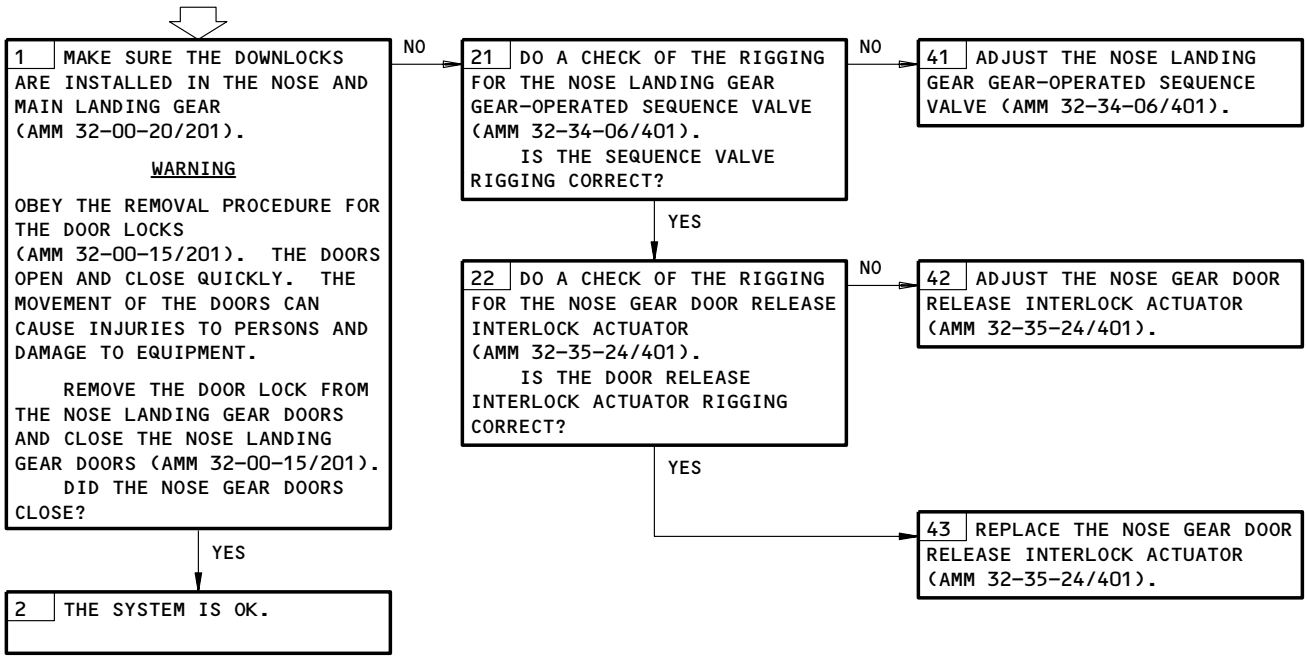 1 MAKE SURE THE DOWNLOCKS
ARE INSTALLED IN THE NOSE AND
MAIN LANDING GEAR
(AMM 32-00-20/201).
WARNING
OBEY THE REMOVAL PROCEDURE FOR
THE DOOR LOCKS
(AMM 32-00-15/201). THE DOORS
OPEN AND CLOSE QUICKLY. THE
MOVEMENT OF THE DOORS CAN
CAUSE INJURIES TO PERSONS AND
DAMAGE TO EQUIPMENT.
REMOVE THE DOOR LOCK FROM
THE NOSE LANDING GEAR DOORS
AND CLOSE THE NOSE LANDING
GEAR DOORS (AMM 32-00-15/201).
DID THE NOSE GEAR DOORS
CLOSE?
YES
2 THE SYSTEM IS OK.
NO
21 DO A CHECK OF THE RIGGING
FOR THE NOSE LANDING GEAR
GEAR-OPERATED SEQUENCE VALVE
(AMM 32-34-06/401).
IS THE SEQUENCE VALVE
RIGGING CORRECT?
YES
22 DO A CHECK OF THE RIGGING
FOR THE NOSE GEAR DOOR RELEASE
INTERLOCK ACTUATOR
(AMM 32-35-24/401).
IS THE DOOR RELEASE
INTERLOCK ACTUATOR RIGGING
CORRECT?
YES
NO
41 ADJUST THE NOSE LANDING
GEAR GEAR-OPERATED SEQUENCE
VALVE (AMM 32-34-06/401).
NO
42 ADJUST THE NOSE GEAR DOOR
RELEASE INTERLOCK ACTUATOR
(AMM 32-35-24/401).
43 REPLACE THE NOSE GEAR DOOR
RELEASE INTERLOCK ACTUATOR
(AMM 32-35-24/401).